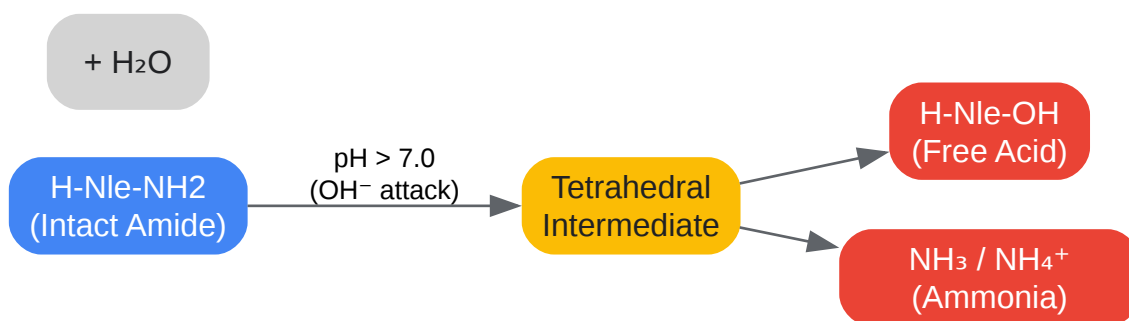 + H₂O
H-Nle-NH2
(Intact Amide)
pH > 7.0
(OH⁻ attack)
Tetrahedral
Intermediate
H-Nle-OH
(Free Acid)
NH₃ / NH₄⁺
(Ammonia)